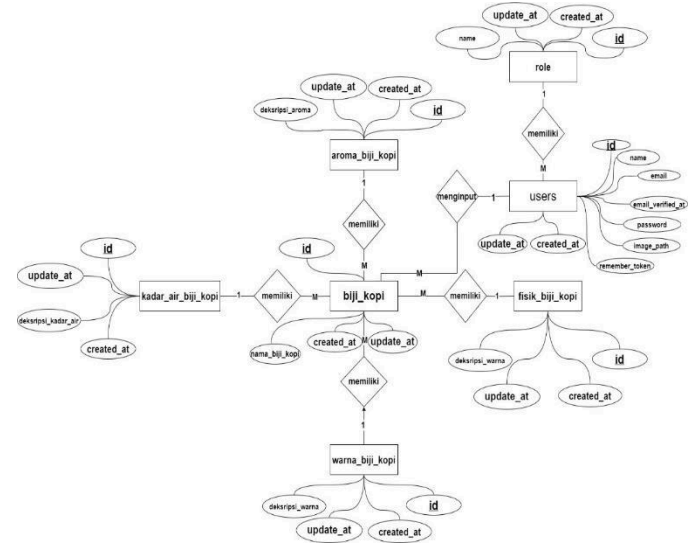 update_at
created_at
name
id
role
1
memiliki
M
update_at
created_at
deksripsi_aroma
id
aroma_biji_kopi
1
memiliki
M
id
name
email
email_verified_at
password
image_path
remember_token
users
update_at
created_at
1
menginput
M
id
update_at
deksripsi_kadar_air
created_at
kadar_air_biji_kopi
1
memiliki
M
id
biji_kopi
nama_biji_kopi
created_at
update_at
M
memiliki
1
fisik_biji_kopi
deksripsi_warna
id
update_at
created_at
M
memiliki
1
warna_biji_kopi
deksripsi_warna
id
update_at
created_at